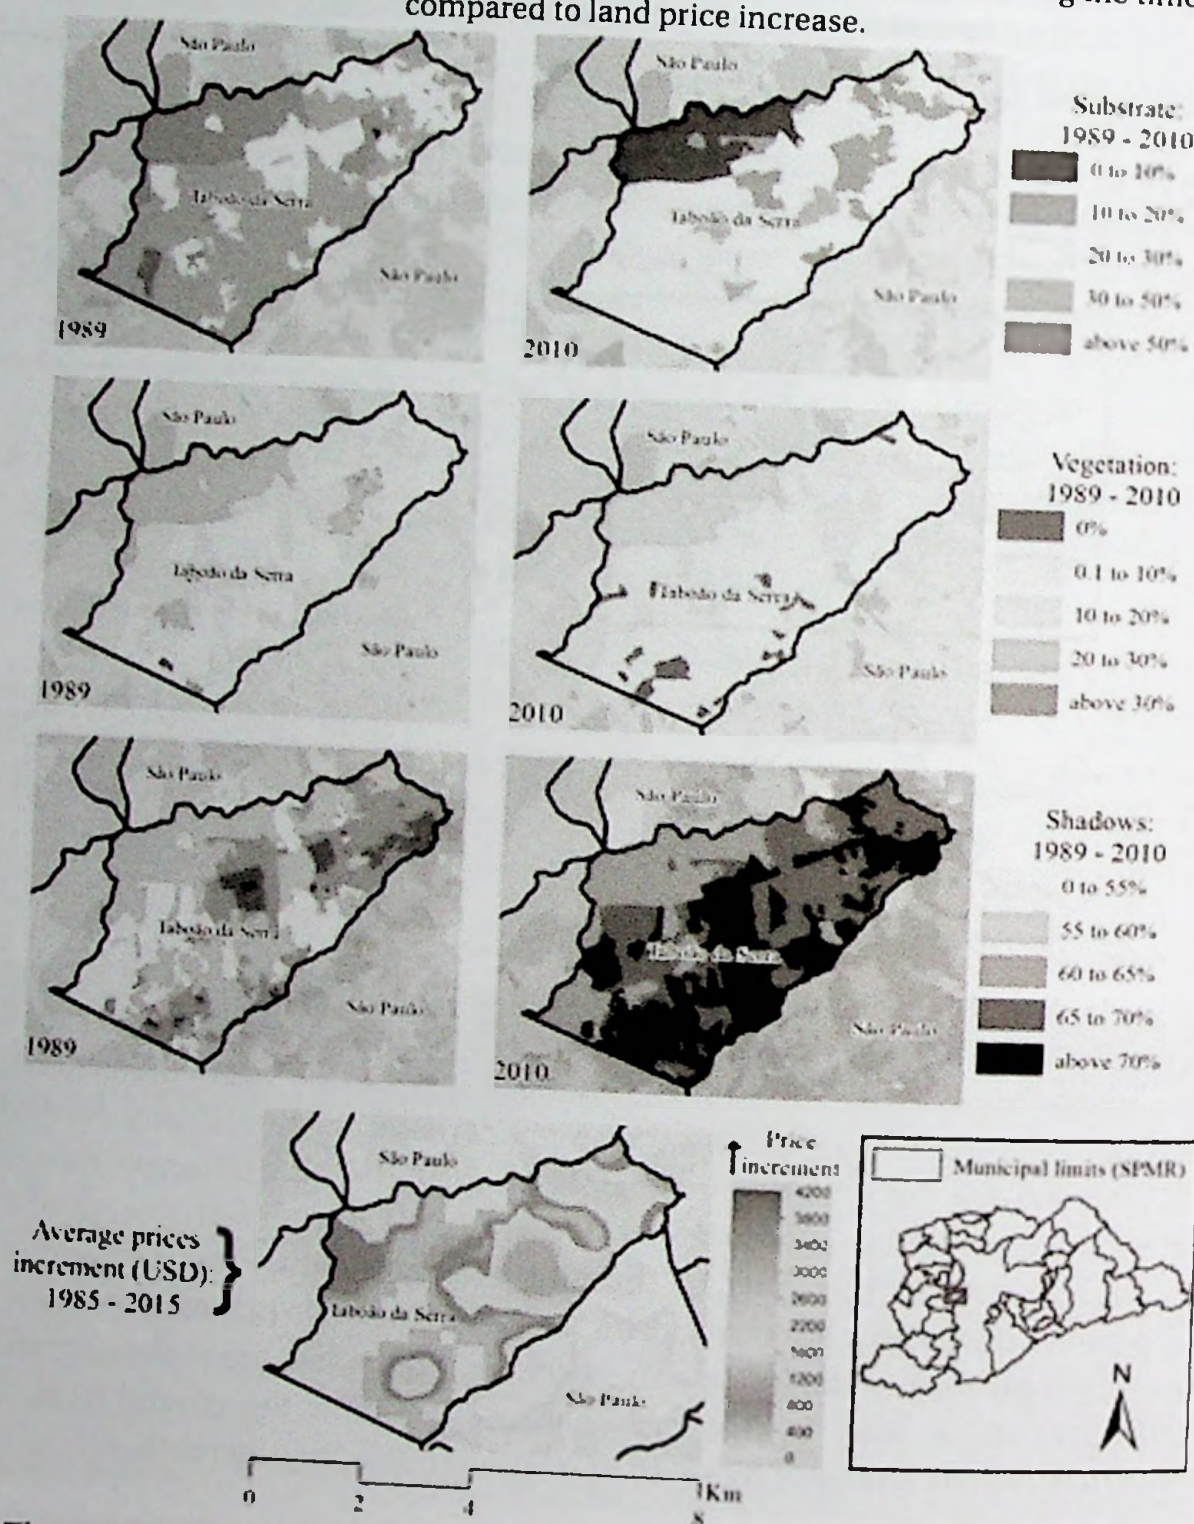 compared to land price increase.
São Paulo
Taboão da Serra
São Paulo
1989
São Paulo
Taboão da Serra
São Paulo
2010
Substrate:
1989 - 2010
0 to 10%
10 to 20%
20 to 30%
30 to 50%
above 50%
São Paulo
Taboão da Serra
São Paulo
1989
São Paulo
Taboão da Serra
São Paulo
2010
Vegetation:
1989 - 2010
0%
0.1 to 10%
10 to 20%
20 to 30%
above 30%
São Paulo
Taboão da Serra
São Paulo
1989
São Paulo
Taboão da Serra
São Paulo
2010
Shadows:
1989 - 2010
0 to 55%
55 to 60%
60 to 65%
65 to 70%
above 70%
Average prices
increment (USD):
1985 - 2015
São Paulo
Taboão da Serra
São Paulo
Price
increment
4200
3800
3400
3000
2600
2200
1200
800
400
0
Municipal limits (SPMR)
N
0
2
4
Km
8